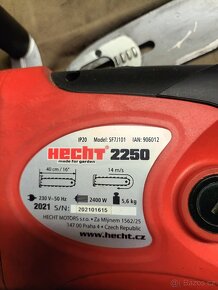 IP20 Model: SF7J101 IAN: 906012
HECHT 2250
made for garden
40 cm / 16" 14 m/s
230 V ~ 50 Hz 2400 W 5,6 kg
2021 S/N: 202101615
HECHT MOTORS s.r.o. • Za Mlýnem 1562/25
147 00 Praha 4 • Czech Republic
www.hecht.cz